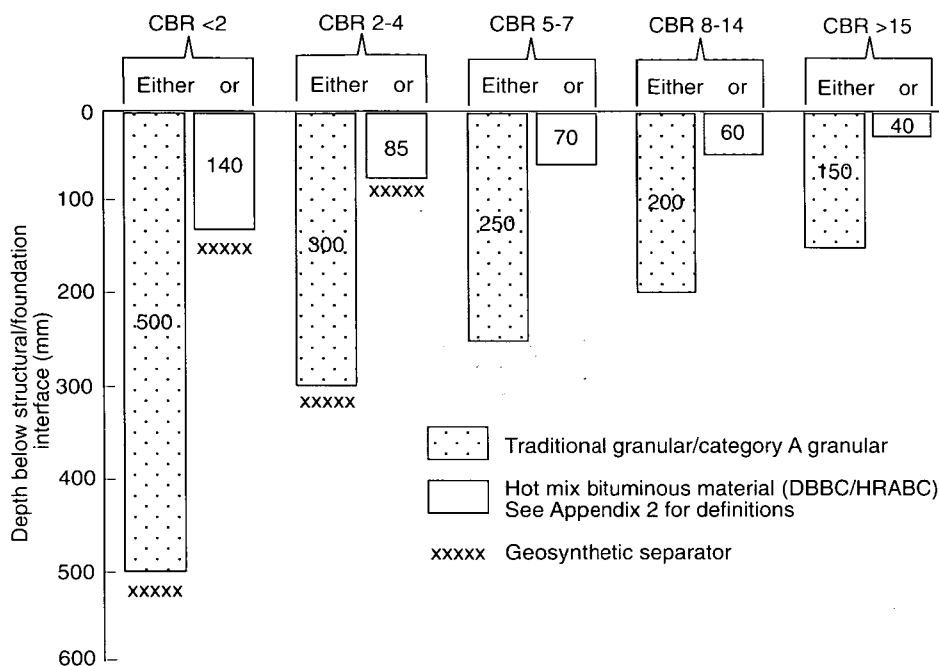 CBR <2 CBR 2-4 CBR 5-7 CBR 8-14 CBR >15
Either or Either or Either or Either or Either or
0
100
200
300
400
500
600
Depth below structural/foundation
interface (mm)
500
140
xxxxx
xxxxx
300
85
xxxxx
xxxxx
250
70
200
60
150
40
Traditional granular/category A granular
Hot mix bituminous material (DBBC/HRABC)
See Appendix 2 for definitions
xxxxx Geosynthetic separator